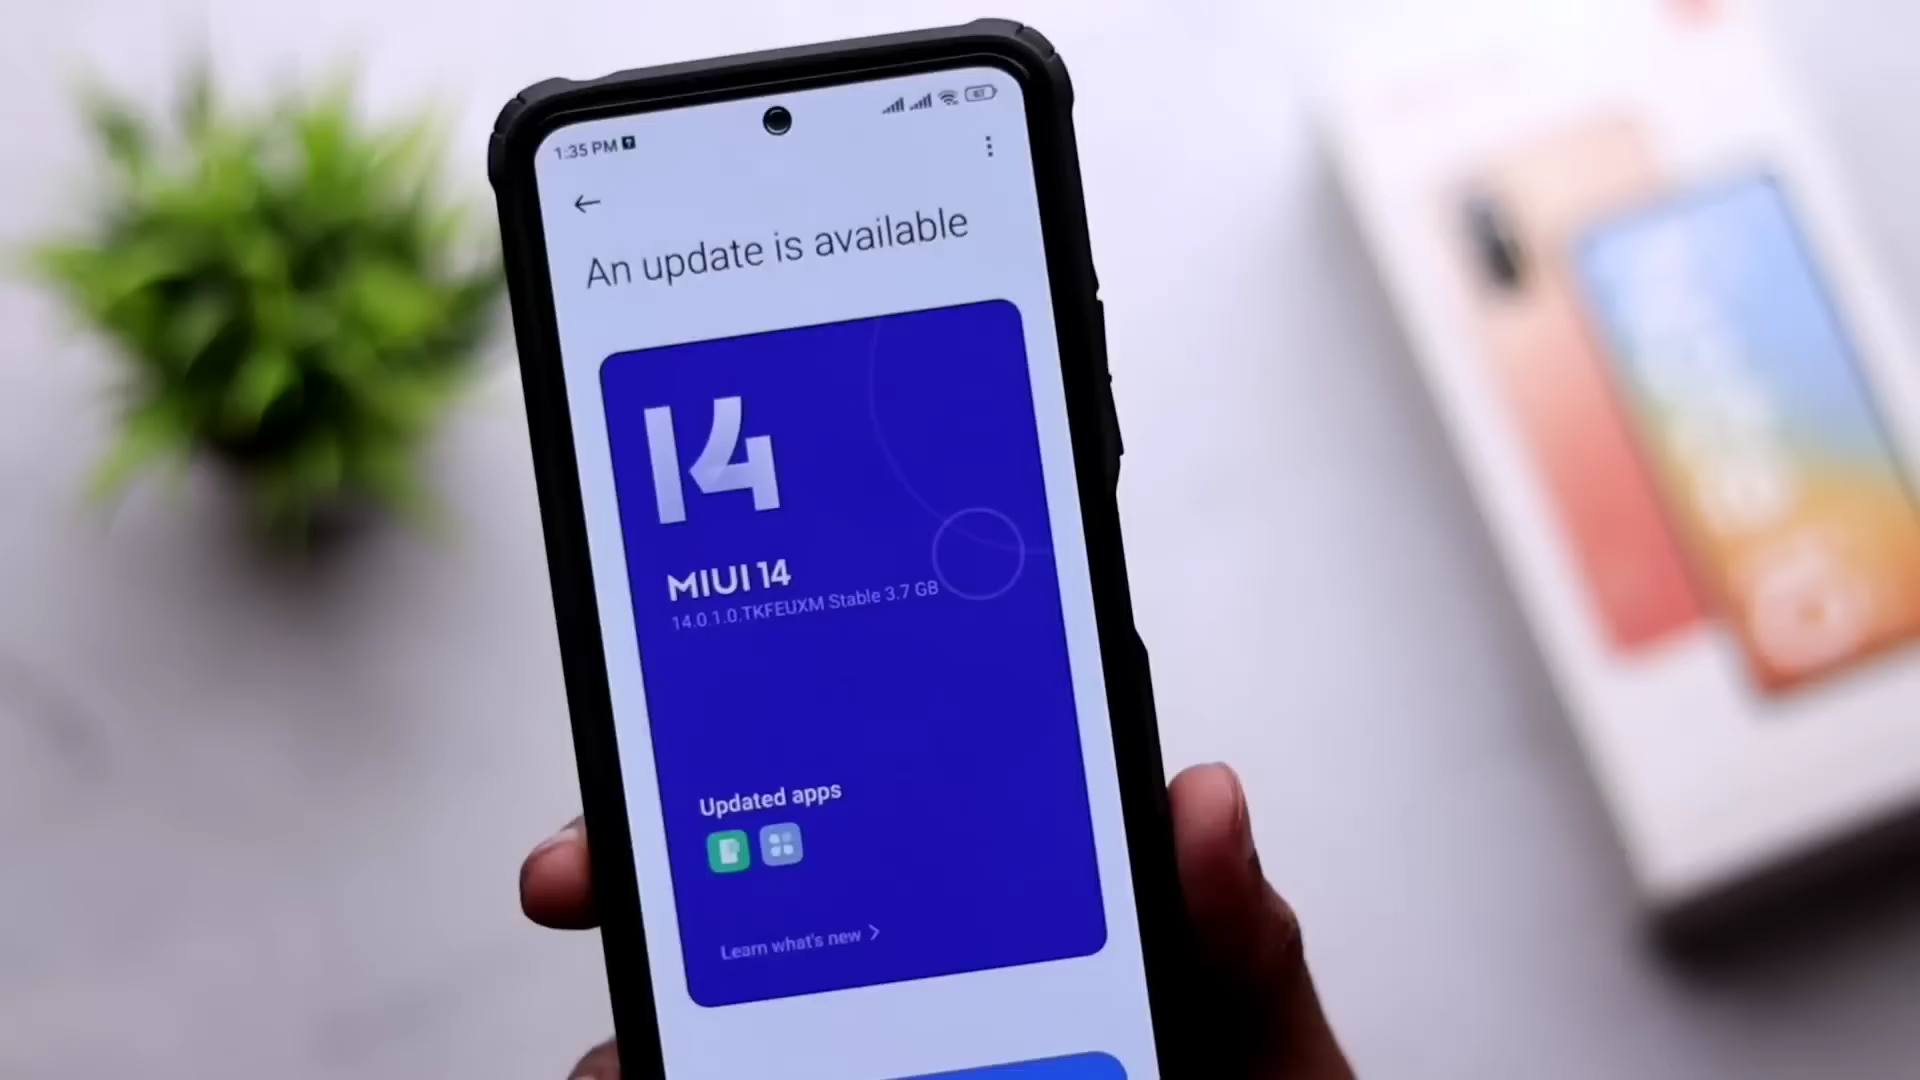 1:35 PM
67
An update is available
14
MIUI 14
14.0.1.0.TKFEUXM Stable 3.7 GB
Updated apps
Learn what's new >